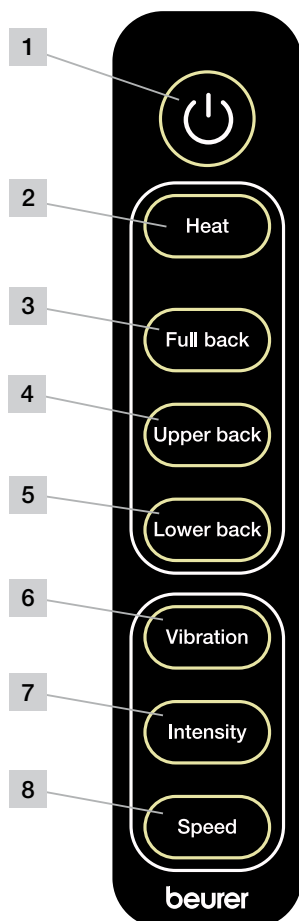 1
2
Heat
3
Full back
4
Upper back
5
Lower back
6
Vibration
7
Intensity
8
Speed
beurer